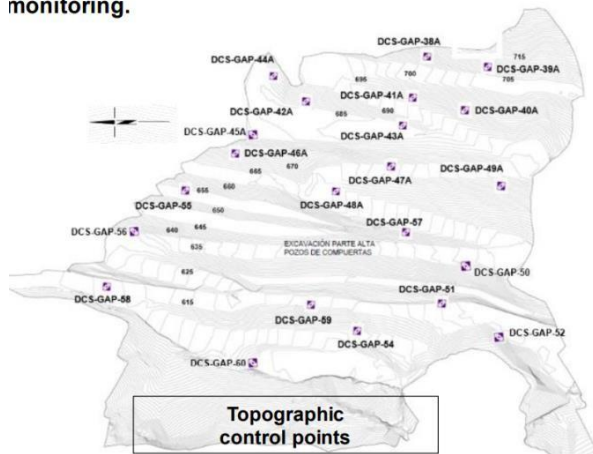 monitoring.
DCS-GAP-38A
715
DCS-GAP-44A
DCS-GAP-39A
700
705
695
DCS-GAP-41A
DCS-GAP-42A
690
DCS-GAP-40A
685
DCS-GAP-45A
DCS-GAP-43A
DCS-GAP-46A
670
DCS-GAP-49A
665
DCS-GAP-47A
660
655
DCS-GAP-55
DCS-GAP-48A
650
DCS-GAP-57
645
DCS-GAP-56
640
635
EXCAVACIÓN PARTE ALTA
POZOS DE COMPUERTAS
625
DCS-GAP-50
DCS-GAP-51
DCS-GAP-58
615
DCS-GAP-59
DCS-GAP-52
DCS-GAP-54
DCS-GAP-60
Topographic
control points